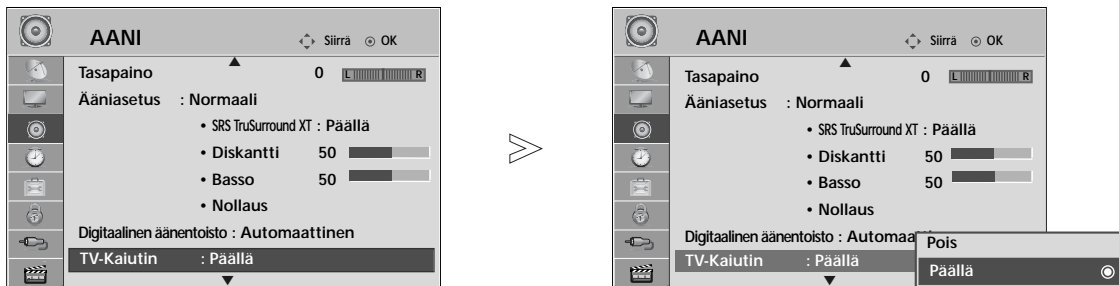 AANI Siirrä OK
Tasapaino 0 L R
Ääniasetus : Normaali
• SRS TruSurround XT : Päällä
• Diskantti 50
• Basso 50
• Nollaus
Digitaalinen äänentoisto : Automaattinen
TV-Kaiutin : Päällä
AANI Siirrä OK
Tasapaino 0 L R
Ääniasetus : Normaali
• SRS TruSurround XT : Päällä
• Diskantti 50
• Basso 50
• Nollaus
Digitaalinen äänentoisto : Automaa
TV-Kaiutin : Päällä
Pois
Päällä